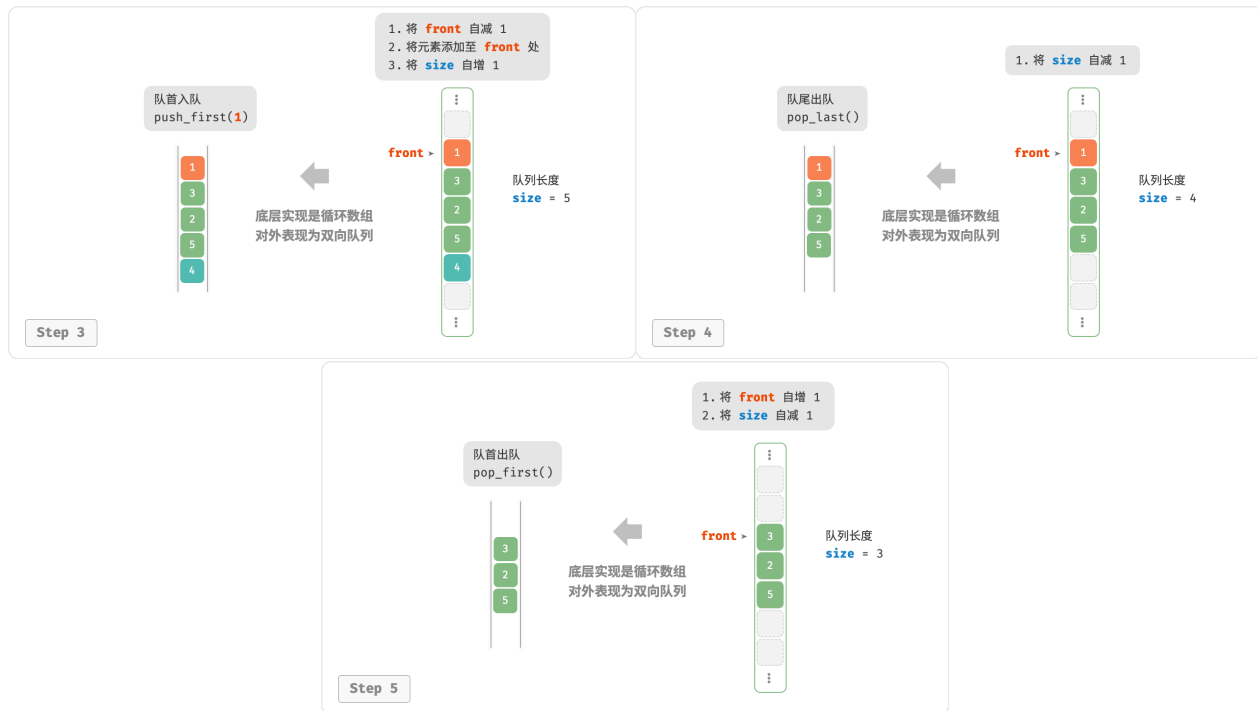 1. 将 front 自减 1
2. 将元素添加至 front 处
3. 将 size 自增 1
队首入队
push_first(1)
front
1
3
2
5
4
1
3
2
5
4
底层实现是循环数组
对外表现为双向队列
队列长度
size = 5
Step 3
1. 将 size 自减 1
队尾出队
pop_last()
front
1
3
2
5
1
3
2
5
底层实现是循环数组
对外表现为双向队列
队列长度
size = 4
Step 4
1. 将 front 自增 1
2. 将 size 自减 1
队首出队
pop_first()
front
3
2
5
3
2
5
底层实现是循环数组
对外表现为双向队列
队列长度
size = 3
Step 5